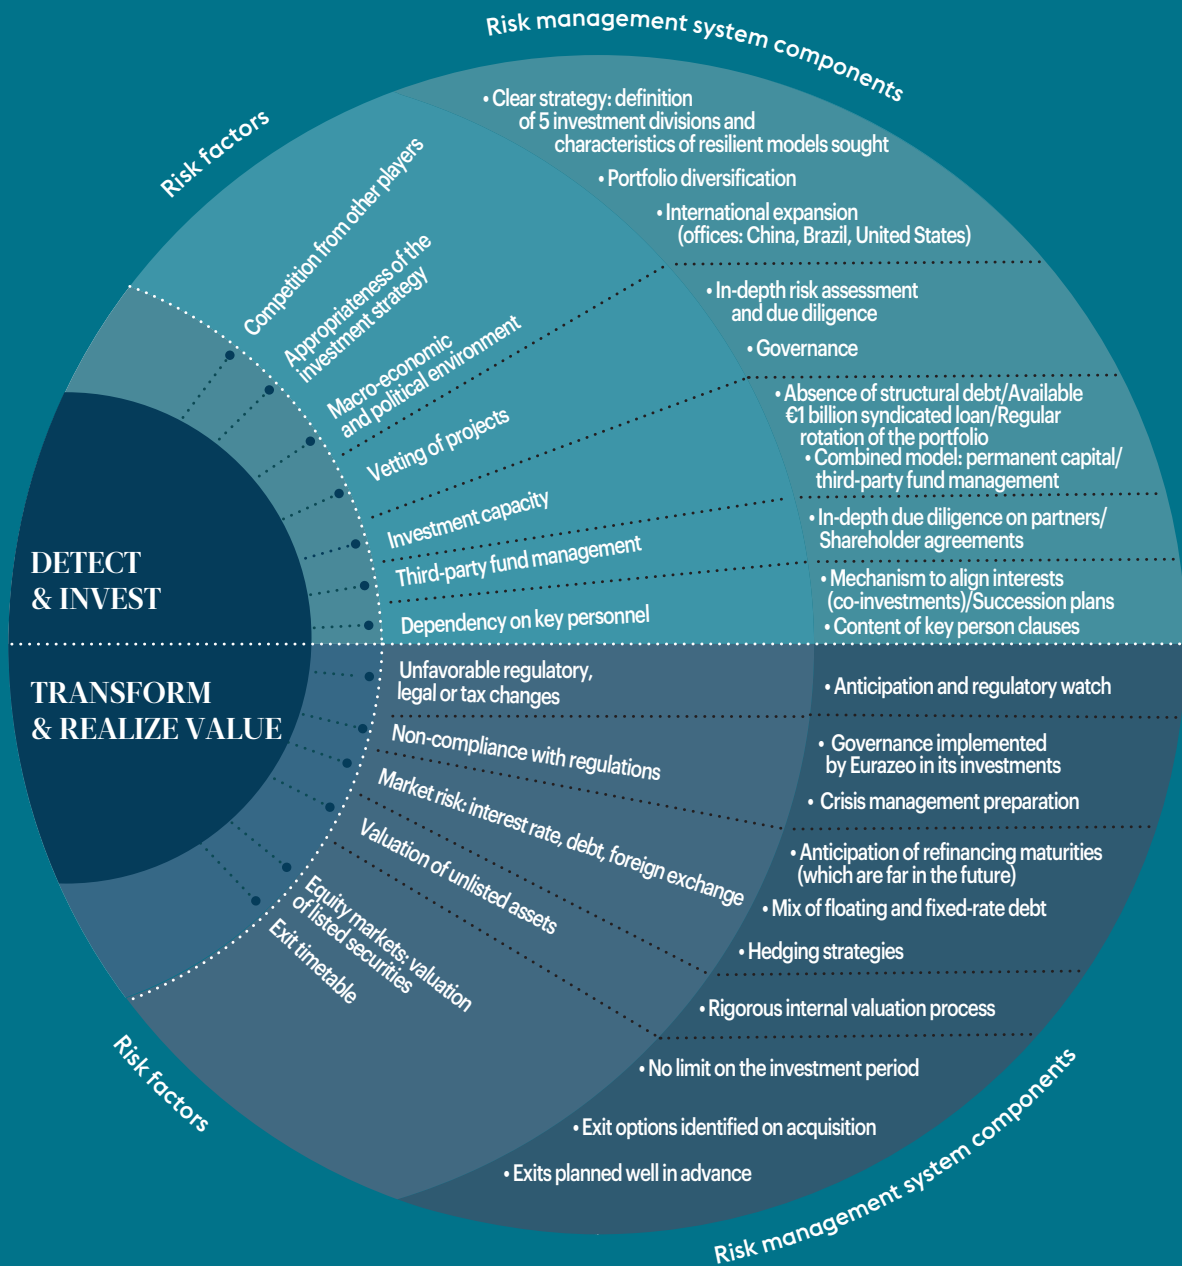 Risk management system components
Risk factors
DETECT
& INVEST
Competition from other players
Appropriateness of the
investment strategy
Macro-economic
and political environment
• Clear strategy: definition
of 5 investment divisions and
characteristics of resilient models sought
• Portfolio diversification
• International expansion
(offices: China, Brazil, United States)
Vetting of projects
• In-depth risk assessment
and due diligence
• Governance
Investment capacity
• Absence of structural debt/Available
€1 billion syndicated loan/Regular
rotation of the portfolio
• Combined model: permanent capital/
third-party fund management
Third-party fund management
• In-depth due diligence on partners/
Shareholder agreements
Dependency on key personnel
• Mechanism to align interests
(co-investments)/Succession plans
• Content of key person clauses
TRANSFORM
& REALIZE VALUE
Unfavorable regulatory,
legal or tax changes
• Anticipation and regulatory watch
Non-compliance with regulations
• Governance implemented
by Eurazeo in its investments
• Crisis management preparation
Market risk: interest rate, debt, foreign exchange
• Anticipation of refinancing maturities
(which are far in the future)
• Mix of floating and fixed-rate debt
• Hedging strategies
Valuation of unlisted assets
• Rigorous internal valuation process
Equity markets: valuation
of listed securities
Exit timetable
• No limit on the investment period
• Exit options identified on acquisition
• Exits planned well in advance
Risk factors
Risk management system components